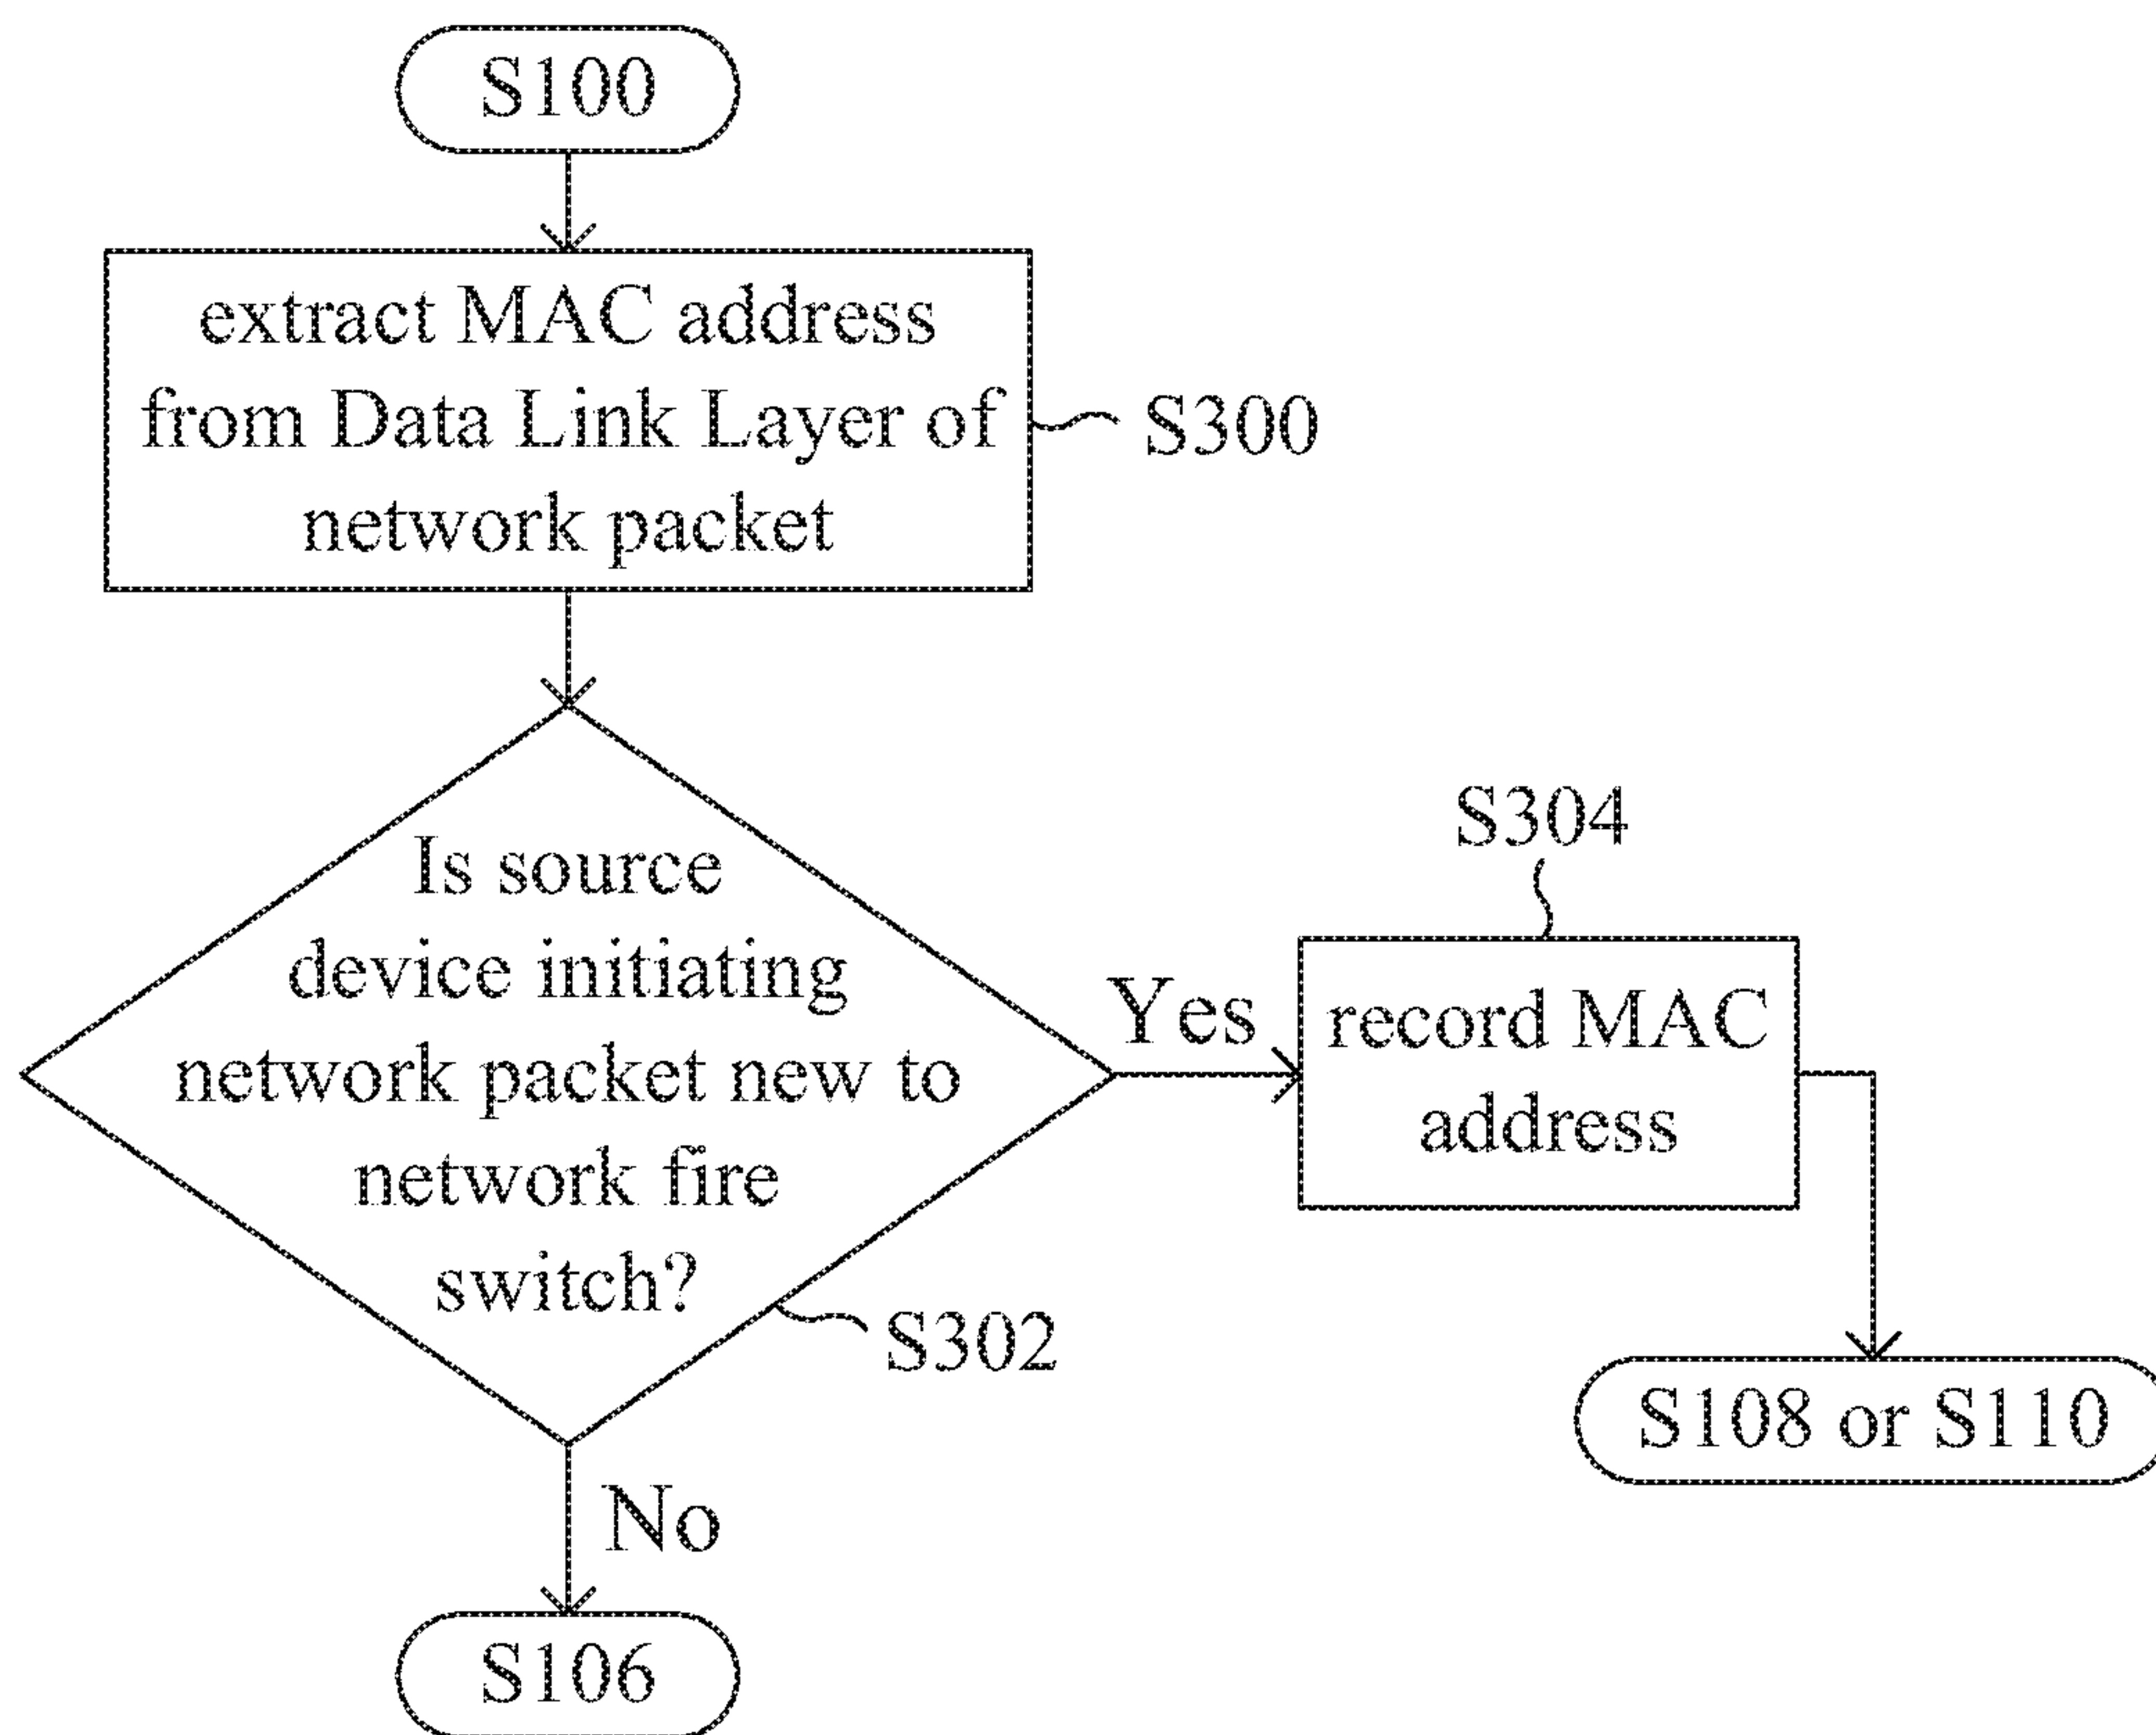 S100
extract MAC address
from Data Link Layer of
network packet
S300
Is source
device initiating
network packet new to
network fire
switch?
S302
Yes
S304
record MAC
address
S108 or S110
No
S106